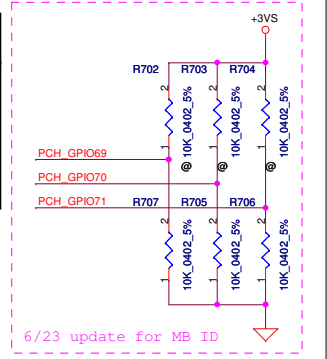 +3VS
R702 R703 R704
2 2 2
10K_0402_5% 10K_0402_5% 10K_0402_5%
1 1 1
@ @ @
PCH_GPIO69
PCH_GPIO70
PCH_GPIO71
R707 R705 R706
2 2 2
10K_0402_5% 10K_0402_5% 10K_0402_5%
1 1 1
6/23 update for MB ID